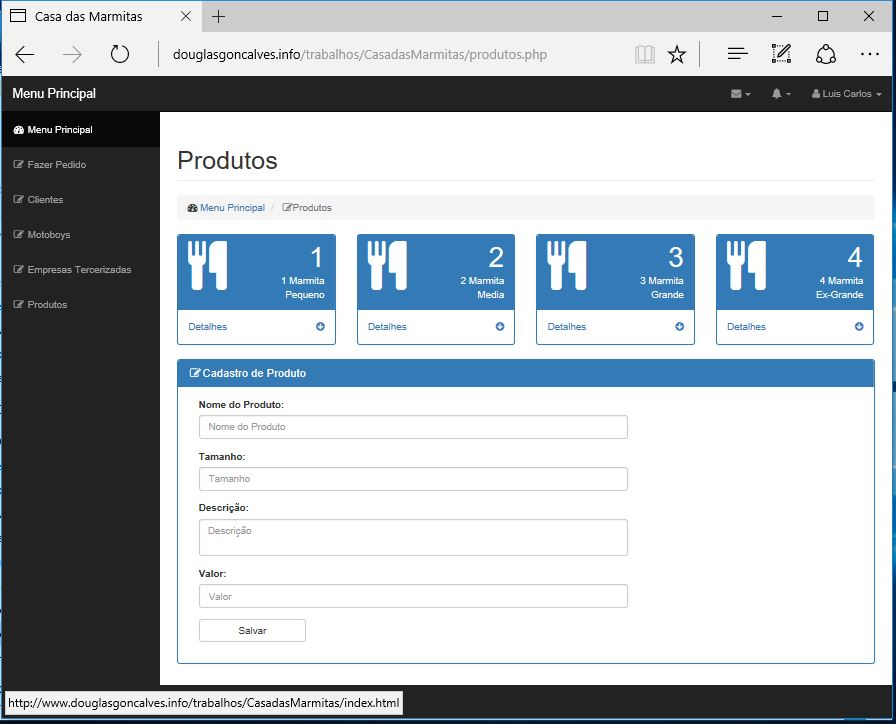 Casa das Marmitas
douglasgoncalves.info/trabalhos/CasadasMarmitas/produtos.php
Menu Principal
Luis Carlos
Menu Principal
Fazer Pedido
Clientes
Motoboys
Empresas Tercerizadas
Produtos
Produtos
Menu Principal / Produtos
1
1 Marmita
Pequeno
Detalhes
2
2 Marmita
Media
Detalhes
3
3 Marmita
Grande
Detalhes
4
4 Marmita
Ex-Grande
Detalhes
Cadastro de Produto
Nome do Produto:
Nome do Produto
Tamanho:
Tamanho
Descrição:
Descrição
Valor:
Valor
Salvar
http://www.douglasgoncalves.info/trabalhos/CasadasMarmitas/index.html